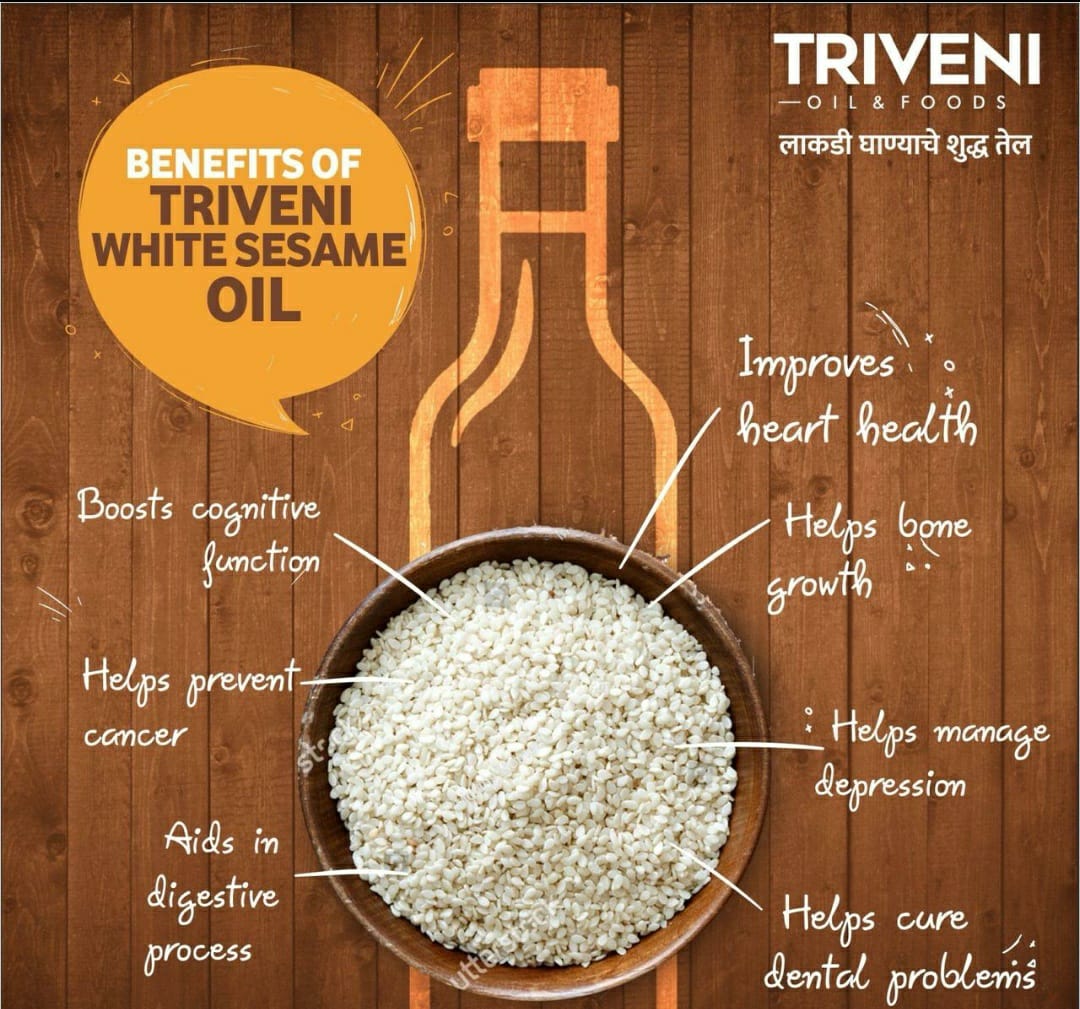 TRIVENI
OIL & FOODS
लाकडी घाण्याचे शुद्ध तेल
BENEFITS OF
TRIVENI
WHITE SESAME
OIL
Improves
heart health
Boosts cognitive
function
Helps bone
growth
Helps prevent
cancer
Helps manage
depression
Aids in
digestive
process
Helps cure
dental problems